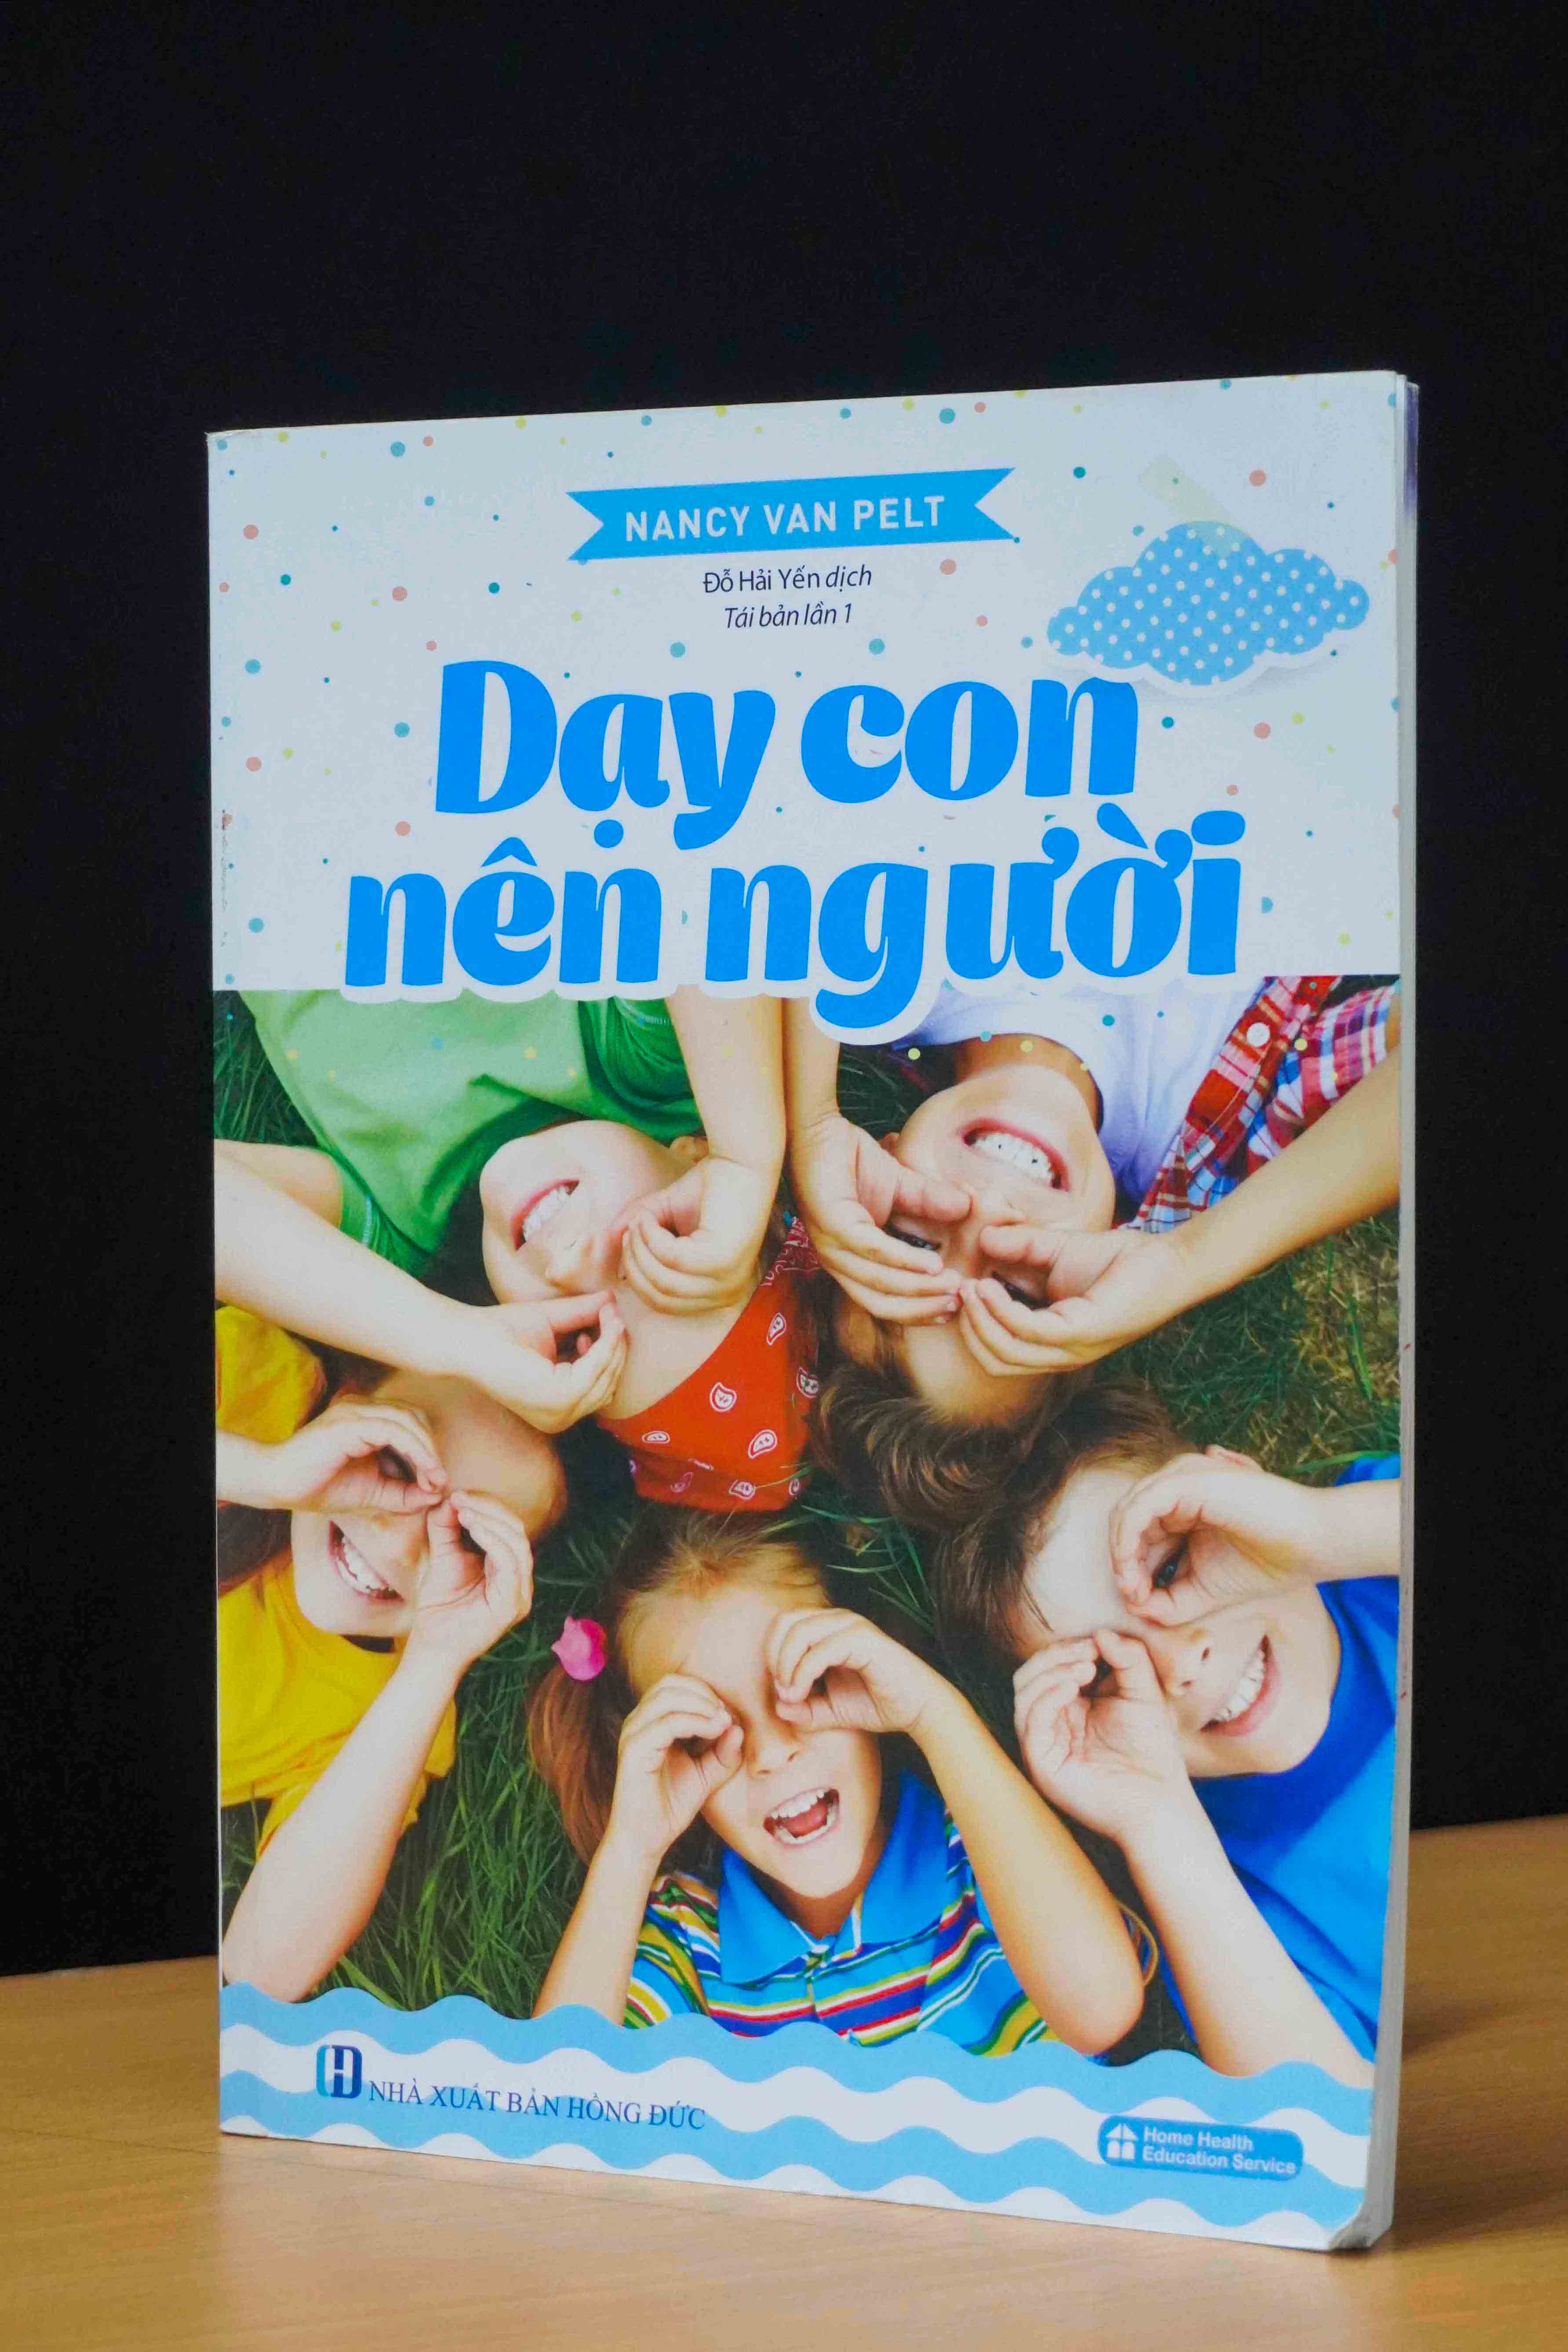 NANCY VAN PELT
Đỗ Hải Yến dịch
Tái bản lần 1
Dạy con
nên người
HD NHÀ XUẤT BẢN HỒNG ĐỨC
Home Health
Education Service